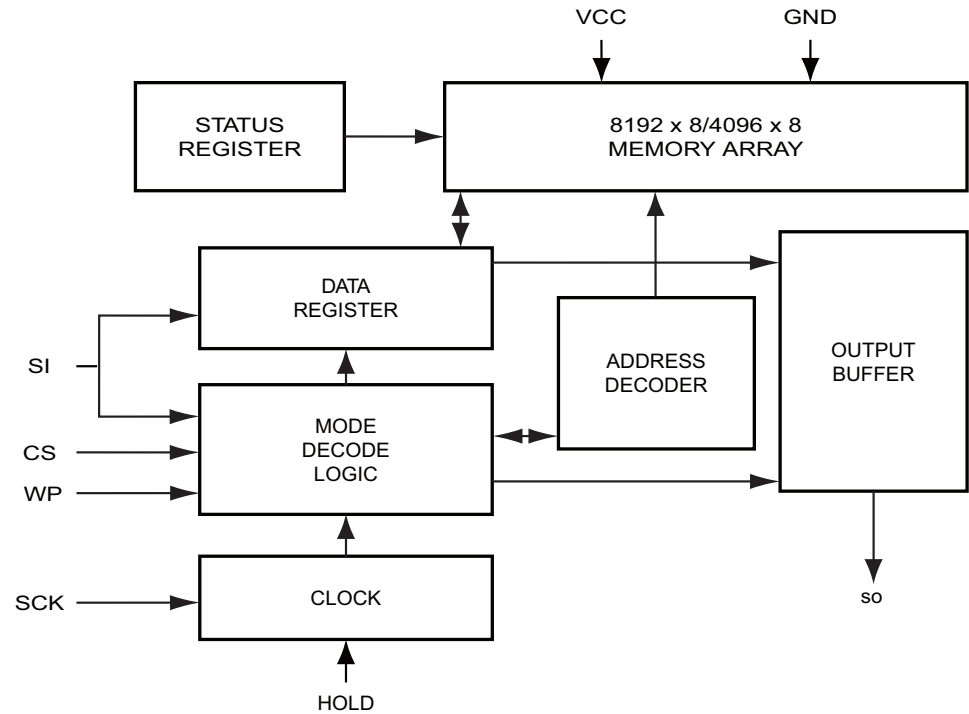 VCC
GND
STATUS
REGISTER
8192 x 8/4096 x 8
MEMORY ARRAY
DATA
REGISTER
SI
ADDRESS
DECODER
OUTPUT
BUFFER
MODE
DECODE
LOGIC
CS
WP
SCK
CLOCK
so
HOLD